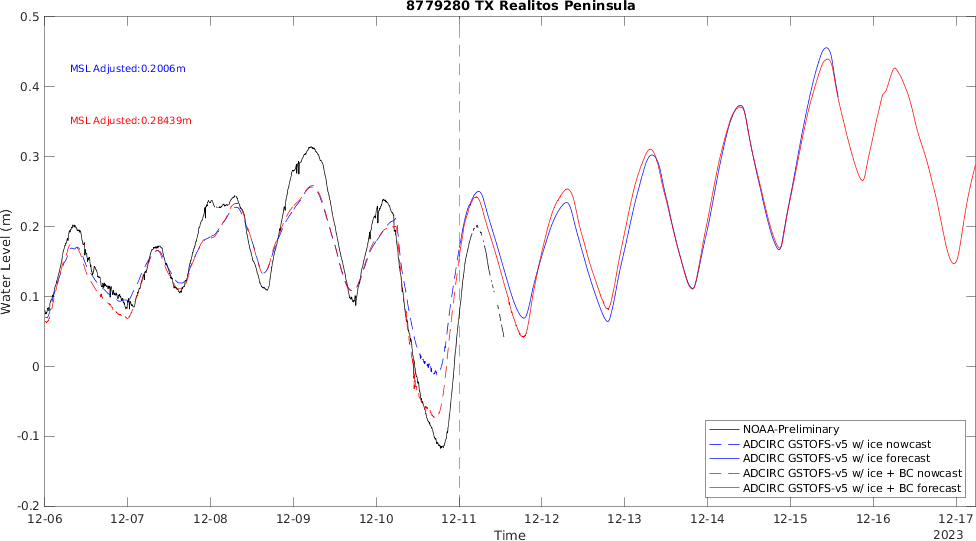 8779280 TX Realitos Peninsula
MSL Adjusted:0.2006m
MSL Adjusted:0.28439m
Water Level (m)
0.5
0.4
0.3
0.2
0.1
0
-0.1
-0.2
NOAA-Preliminary
ADCIRC GSTOFS-v5 w/ ice nowcast
ADCIRC GSTOFS-v5 w/ ice forecast
ADCIRC GSTOFS-v5 w/ ice + BC nowcast
ADCIRC GSTOFS-v5 w/ ice + BC forecast
12-06 12-07 12-08 12-09 12-10 12-11 12-12 12-13 12-14 12-15 12-16 12-17
Time
2023